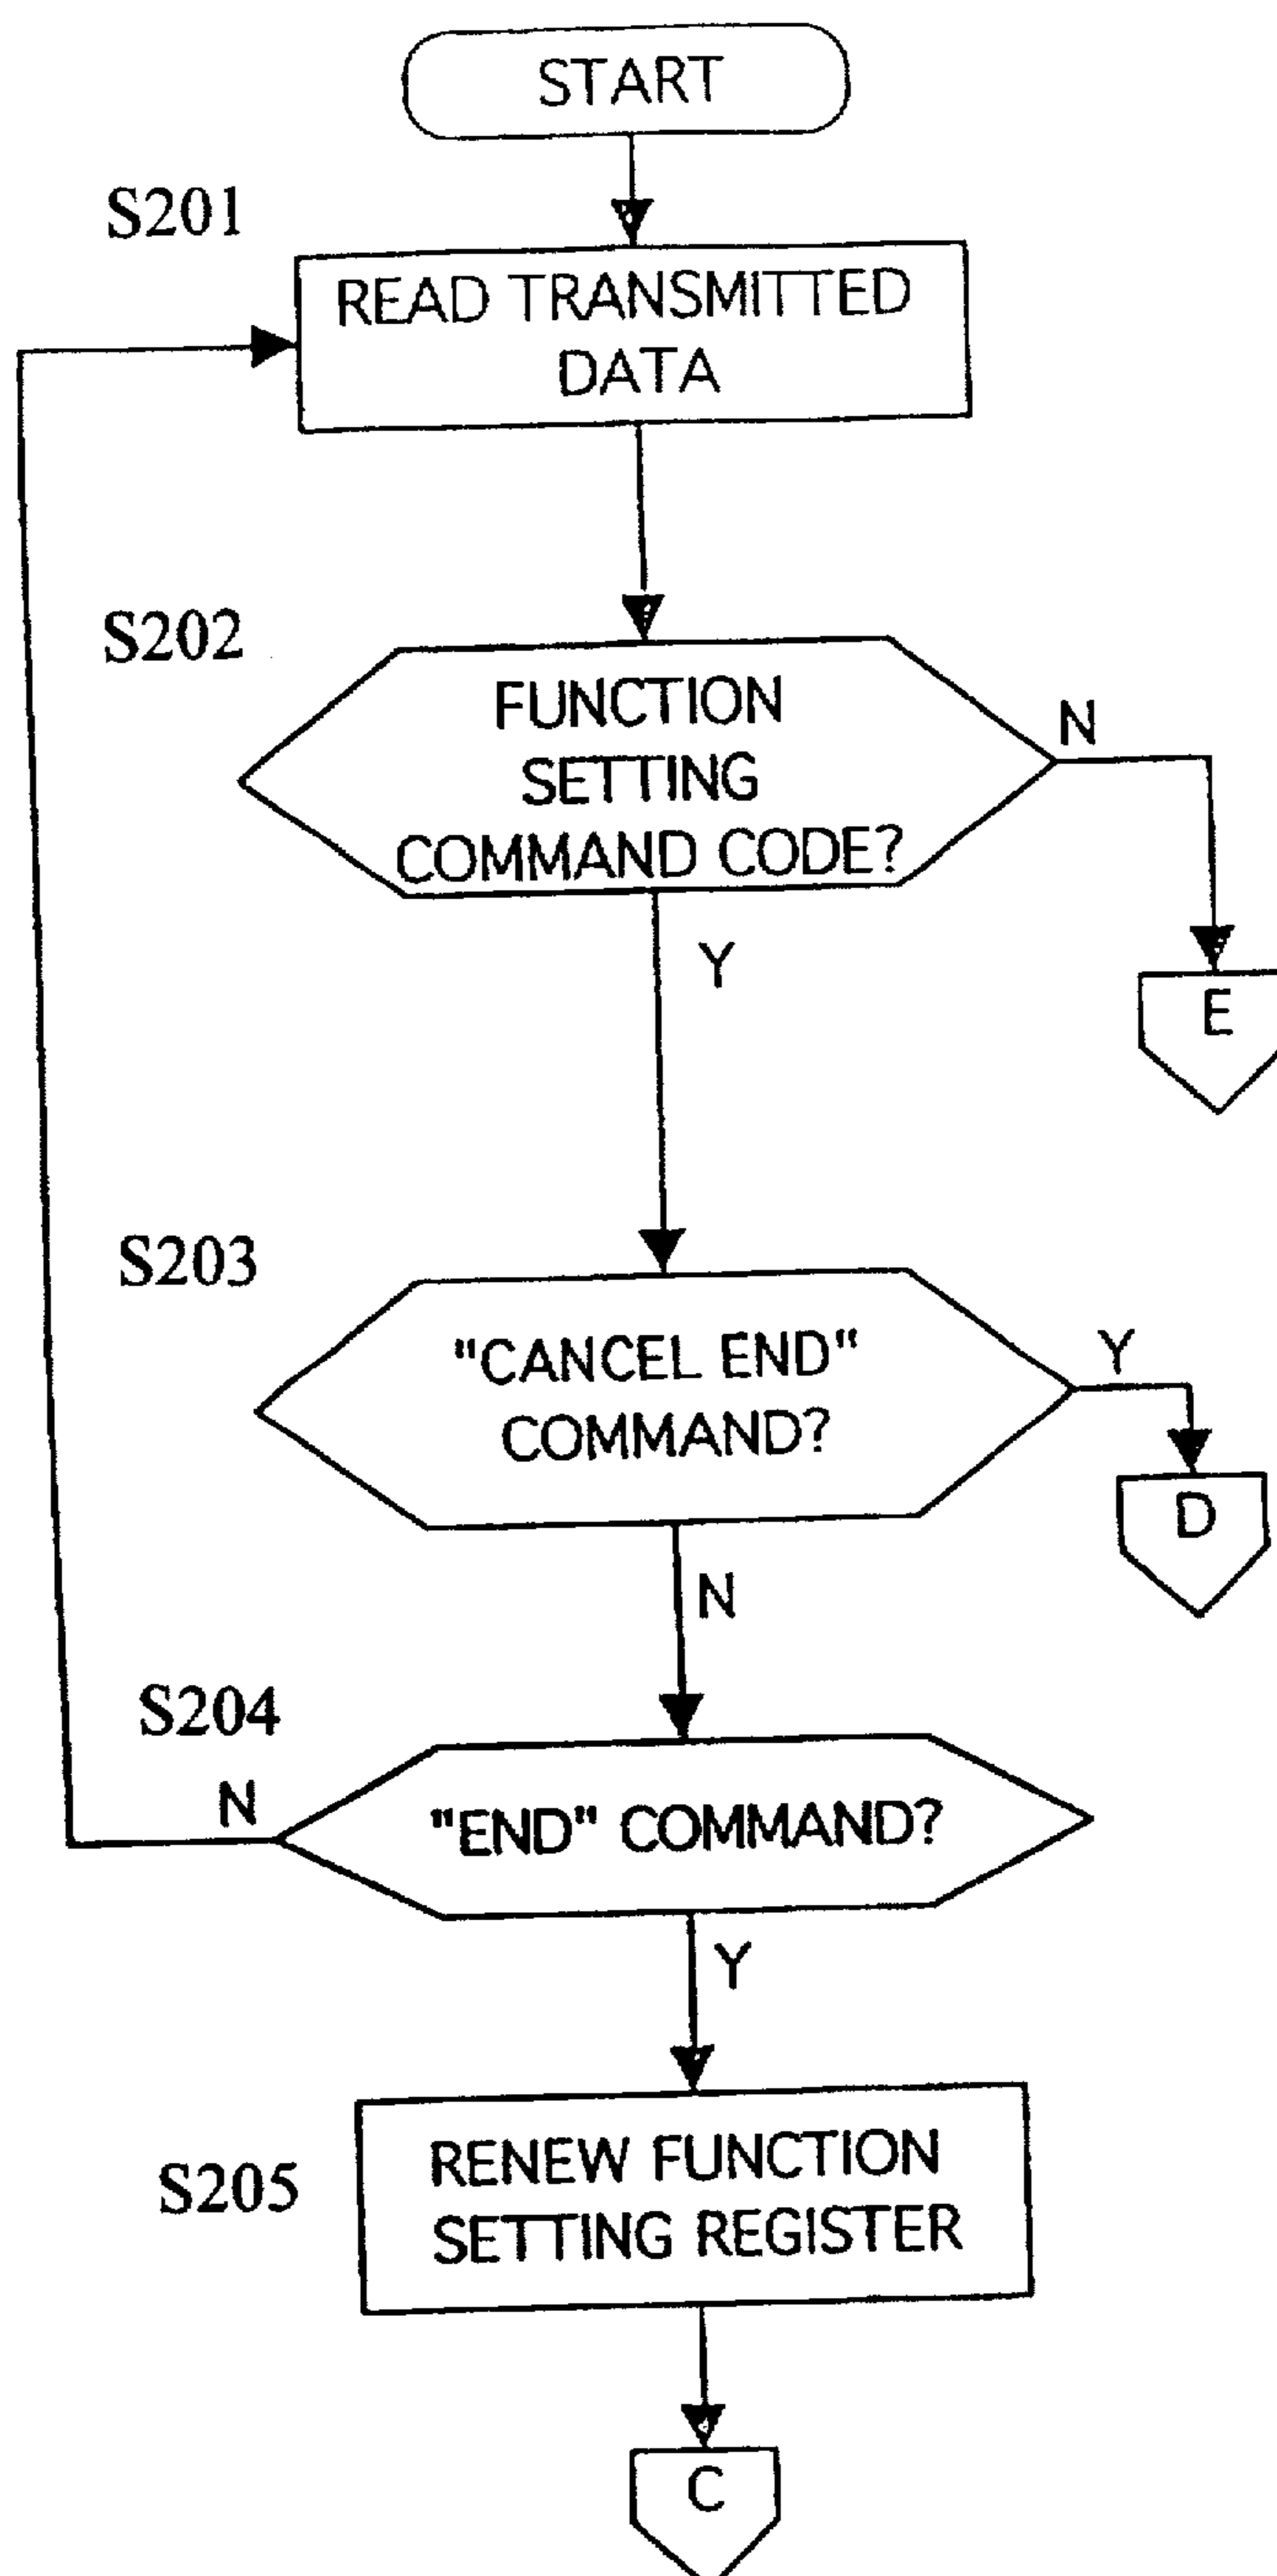 START
S201
READ TRANSMITTED
DATA
S202
FUNCTION
SETTING
COMMAND CODE?
N
Y
E
S203
"CANCEL END"
COMMAND?
Y
D
N
S204
N
"END" COMMAND?
Y
S205
RENEW FUNCTION
SETTING REGISTER
C